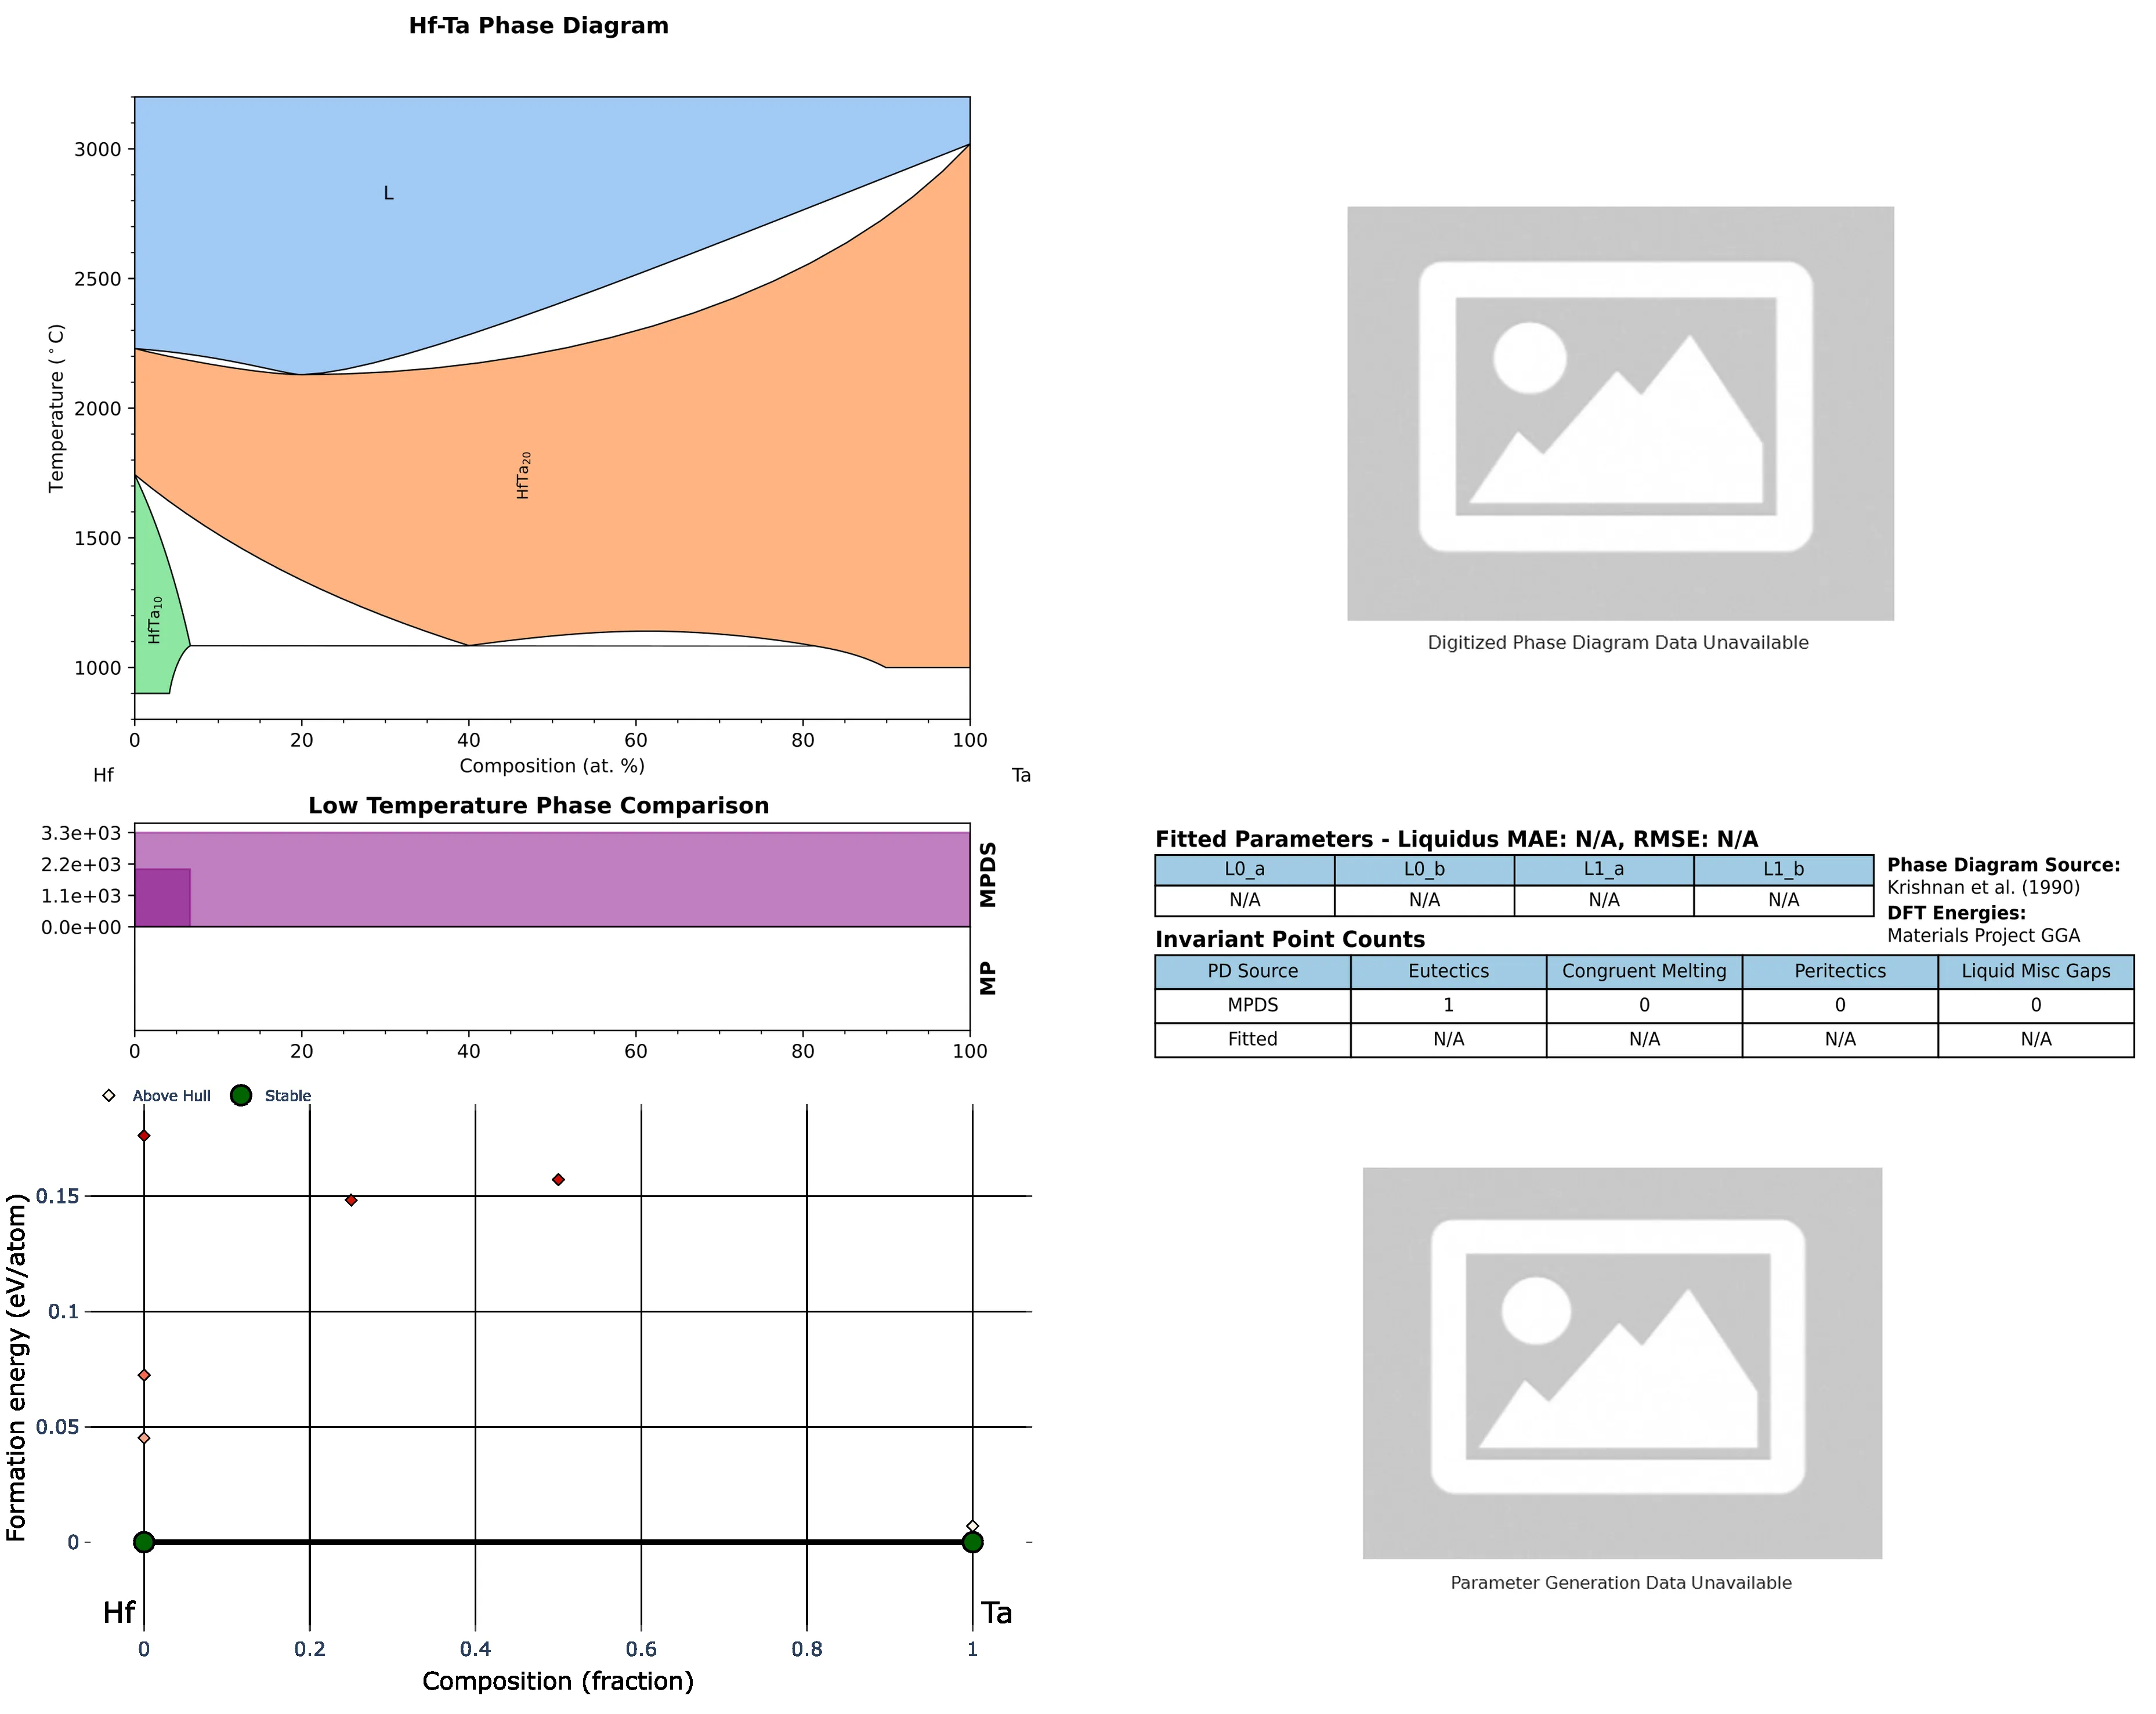 Hf-Ta Phase Diagram
3000
2500
2000
1500
1000
Temperature (°C)
L
HfTa20
HfTa10
0 20 40 60 80 100
Composition (at. %)
Hf Ta
Digitized Phase Diagram Data Unavailable
Low Temperature Phase Comparison
3.3e+03
2.2e+03
1.1e+03
0.0e+00
MPDS
MP
0 20 40 60 80 100
Fitted Parameters - Liquidus MAE: N/A, RMSE: N/A
L0_a L0_b L1_a L1_b
N/A N/A N/A N/A
Phase Diagram Source:
Krishnan et al. (1990)
DFT Energies:
Materials Project GGA
Invariant Point Counts
PD Source Eutectics Congruent Melting Peritectics Liquid Misc Gaps
MPDS 1 0 0 0
Fitted N/A N/A N/A N/A
Above Hull Stable
0.15
0.1
0.05
0
Formation energy (eV/atom)
Hf Ta
0 0.2 0.4 0.6 0.8 1
Composition (fraction)
Parameter Generation Data Unavailable